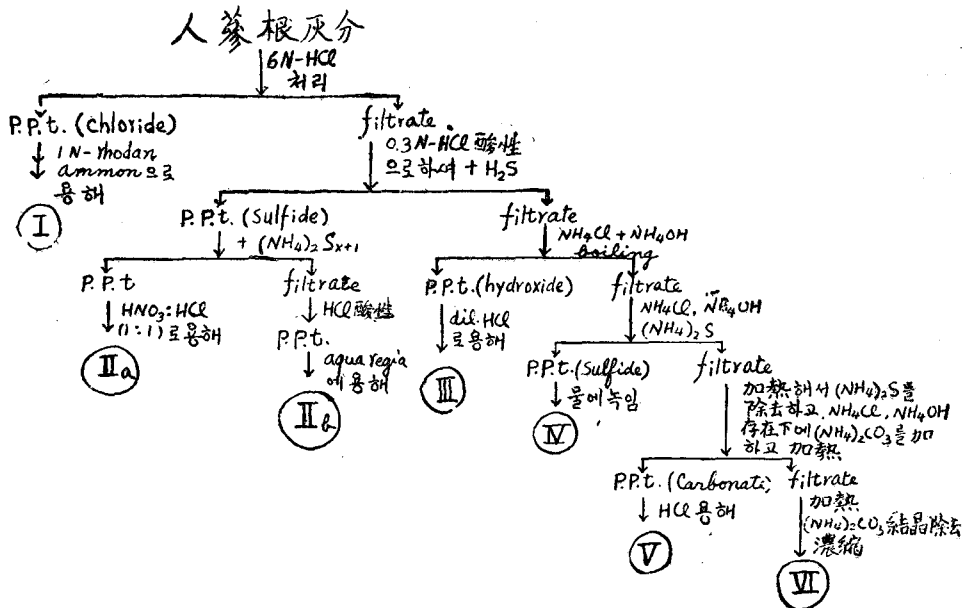 人蔘根灰分
6N-HCl
처리
P.P.t. (Chloride)
1N-rhodan
ammon으로
용해
I
filtrate
0.3N-HCl 酸性
으로하여 + H2S
P.P.t. (Sulfide)
+ (NH4)2Sx+1
filtrate
NH4Cl + NH4OH
boiling
P.P.t
HNO3:HCl
(1:1)로용해
IIa
filtrate
HCl酸性
P.P.t.
aqua regia
에용해
IIb
P.P.t. (hydroxide)
dil. HCl
로용해
III
filtrate
NH4Cl, NH4OH
(NH4)2S
P.P.t. (Sulfide)
물에녹임
IV
filtrate
加熱해서 (NH4)2S를
除去하고, NH4Cl, NH4OH
存在下에 (NH4)2CO3를 加
하고 加熱
P.P.t. (Carbonate)
HCl 용해
V
filtrate
加熱
(NH4)2CO3 結晶除去
濃縮
VI